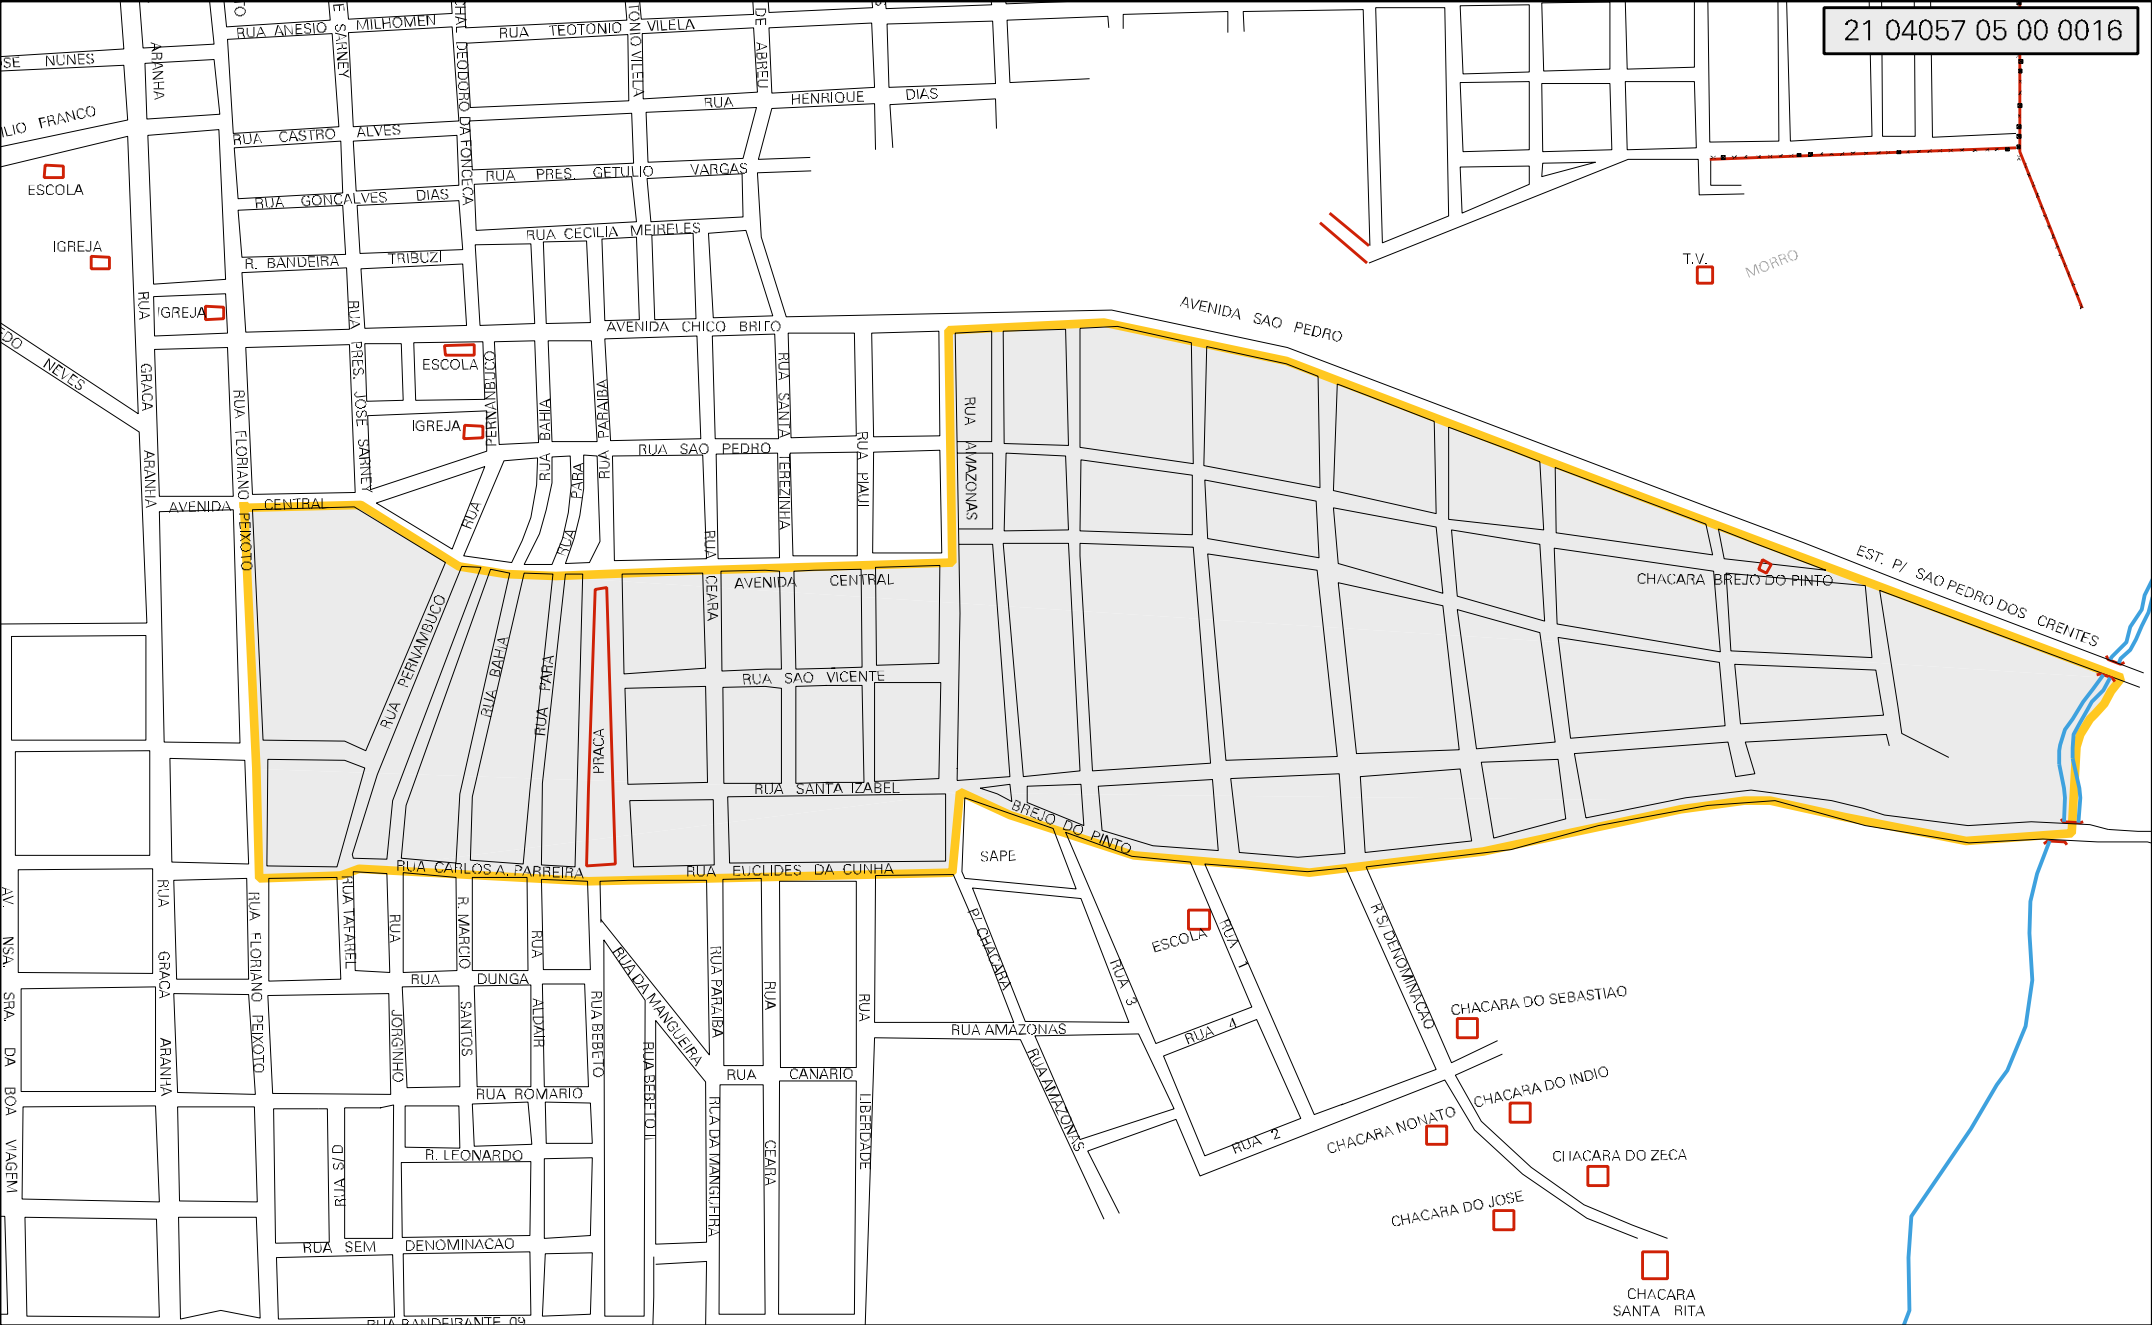 21 04057 05 00 0016
RUA ANESIO MILHOMEN
RUA TEOTONIO VILELA
NUNES
ARANHA
SARNEY
DEODORO DA FONCECA
DE ABREU
RUA HENRIQUE DIAS
FRANCO
RUA CASTRO ALVES
ESCOLA
RUA PRES. GETULIO VARGAS
RUA GONCALVES DIAS
RUA CECILIA MEIRELES
IGREJA
R. BANDEIRA TRIBUZI
T.V.
MORRO
IGREJA
AVENIDA CHICO BRITO
AVENIDA SAO PEDRO
NEVES
ESCOLA
IGREJA
RUA GRACA ARANHA
RUA FLORIANO PEIXOTO
RUA PRES. JOSE SARNEY
PERNAMBUCO
RUA BAHIA
RUA PARAIBA
RUA PARA
RUA
RUA SAO PEDRO
RUA SANTA TEREZINHA
RUA PIAUI
RUA AMAZONAS
AVENIDA CENTRAL
RUA CEARA
AVENIDA CENTRAL
EST. P/ SAO PEDRO DOS CRENTES
CHACARA BREJO DO PINTO
RUA PERNAMBUCO
RUA BAHIA
RUA PARA
PRACA
RUA SAO VICENTE
RUA SANTA IZABEL
BREJO DO PINTO
RUA CARLOS A. PARREIRA
RUA EUCLIDES DA CUNHA
SAPE
AV. NSA. SRA. DA BOA VIAGEM
RUA GRACA ARANHA
RUA FLORIANO PEIXOTO
RUA TAFAREL
RUA JORGINHO
R. MARCIO SANTOS
RUA ALDAIR
RUA BEBETO
RUA DUNGA
RUA DA MANGUEIRA
RUA PARAIBA
RUA CEARA
RUA LIBERDADE
P/ CHACARA
RUA 3
ESCOLA
RUA 1
R S/ DENOMINACAO
CHACARA DO SEBASTIAO
RUA AMAZONAS
RUA 4
RUA BEBETO II
RUA AMAZONAS
RUA CANARIO
RUA ROMARIO
CHACARA DO INDIO
CHACARA NONATO
RUA 2
RUA DA MANGUEIRA
RUA S/D
R. LEONARDO
CHACARA DO ZECA
CHACARA DO JOSE
RUA SEM DENOMINACAO
CHACARA
SANTA RITA
RUA BANDEIRANTE 09